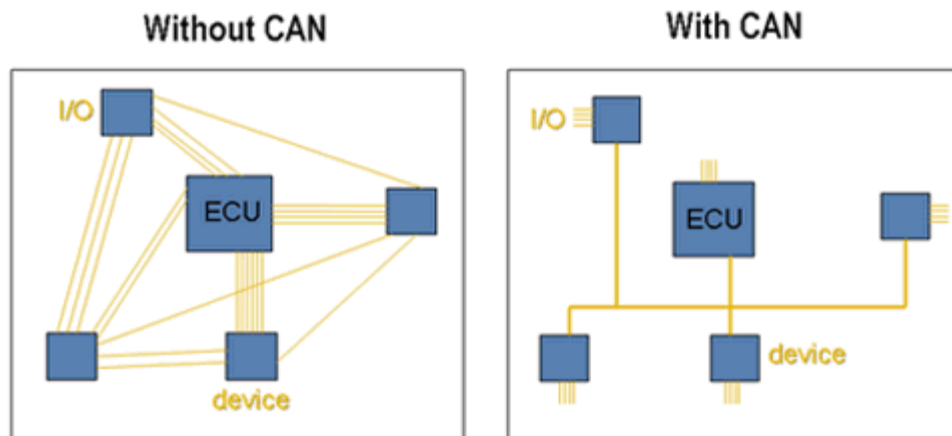 Without CAN
With CAN
I/O
ECU
device
I/O
ECU
device